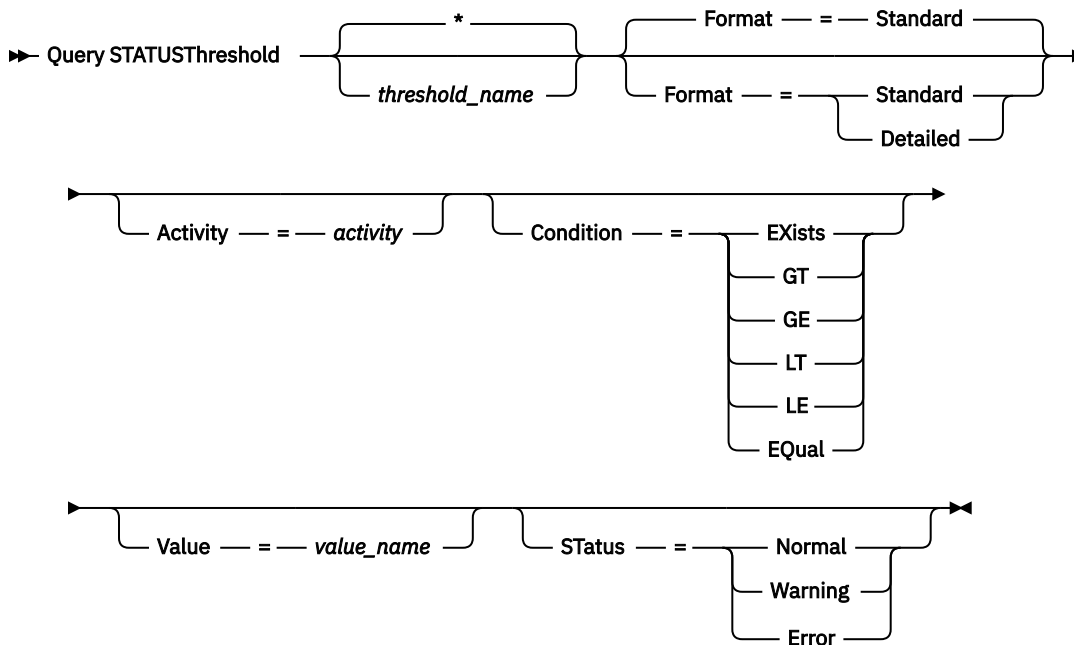 *
Format = Standard
Query STATUSThreshold
threshold_name
Format = Standard
Detailed
Activity = activity
Condition = EXists
GT
GE
LT
LE
EQual
Value = value_name
STatus = Normal
Warning
Error